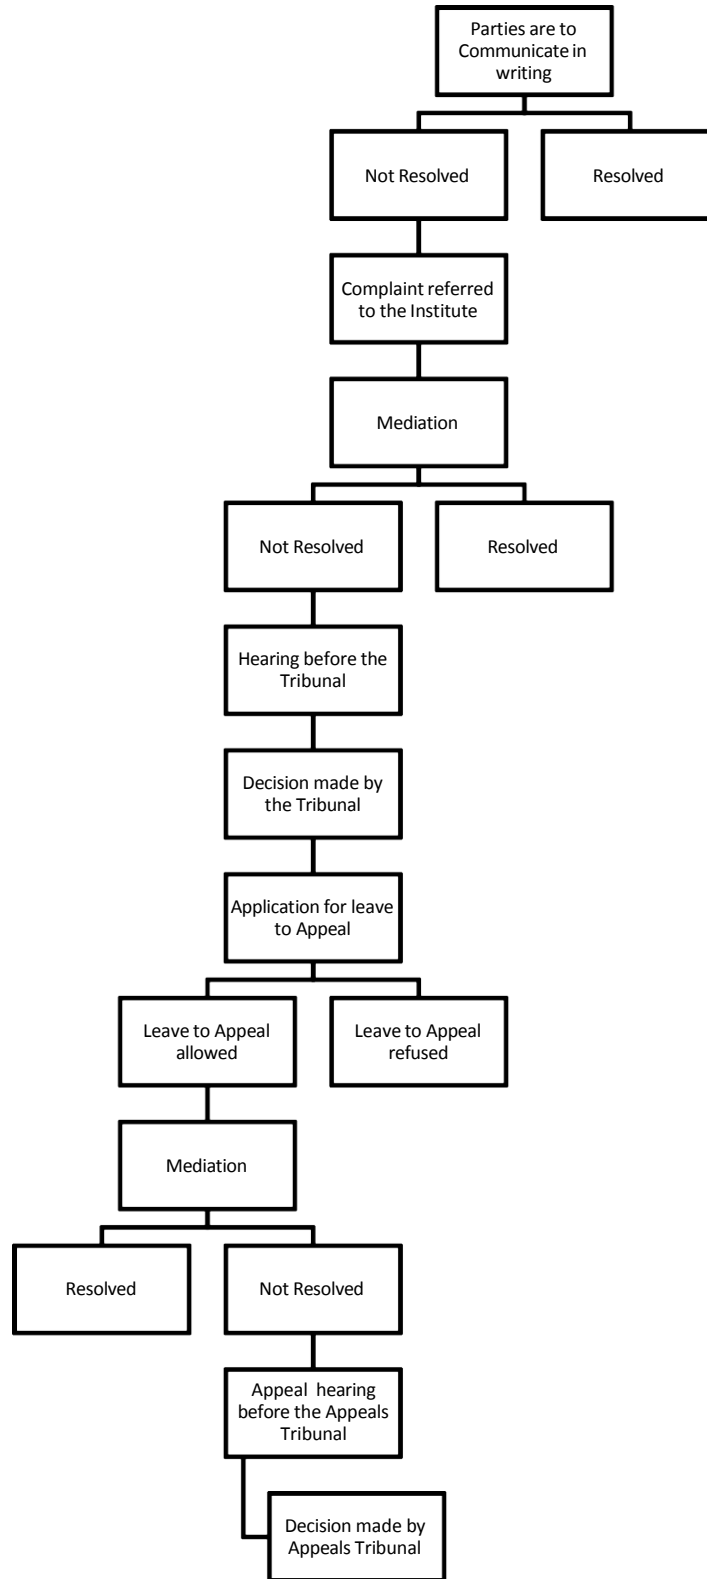 Parties are to
Communicate in
writing
Not Resolved
Resolved
Complaint referred
to the Institute
Mediation
Not Resolved
Resolved
Hearing before the
Tribunal
Decision made by
the Tribunal
Application for leave
to Appeal
Leave to Appeal
allowed
Leave to Appeal
refused
Mediation
Resolved
Not Resolved
Appeal hearing
before the Appeals
Tribunal
Decision made by
Appeals Tribunal